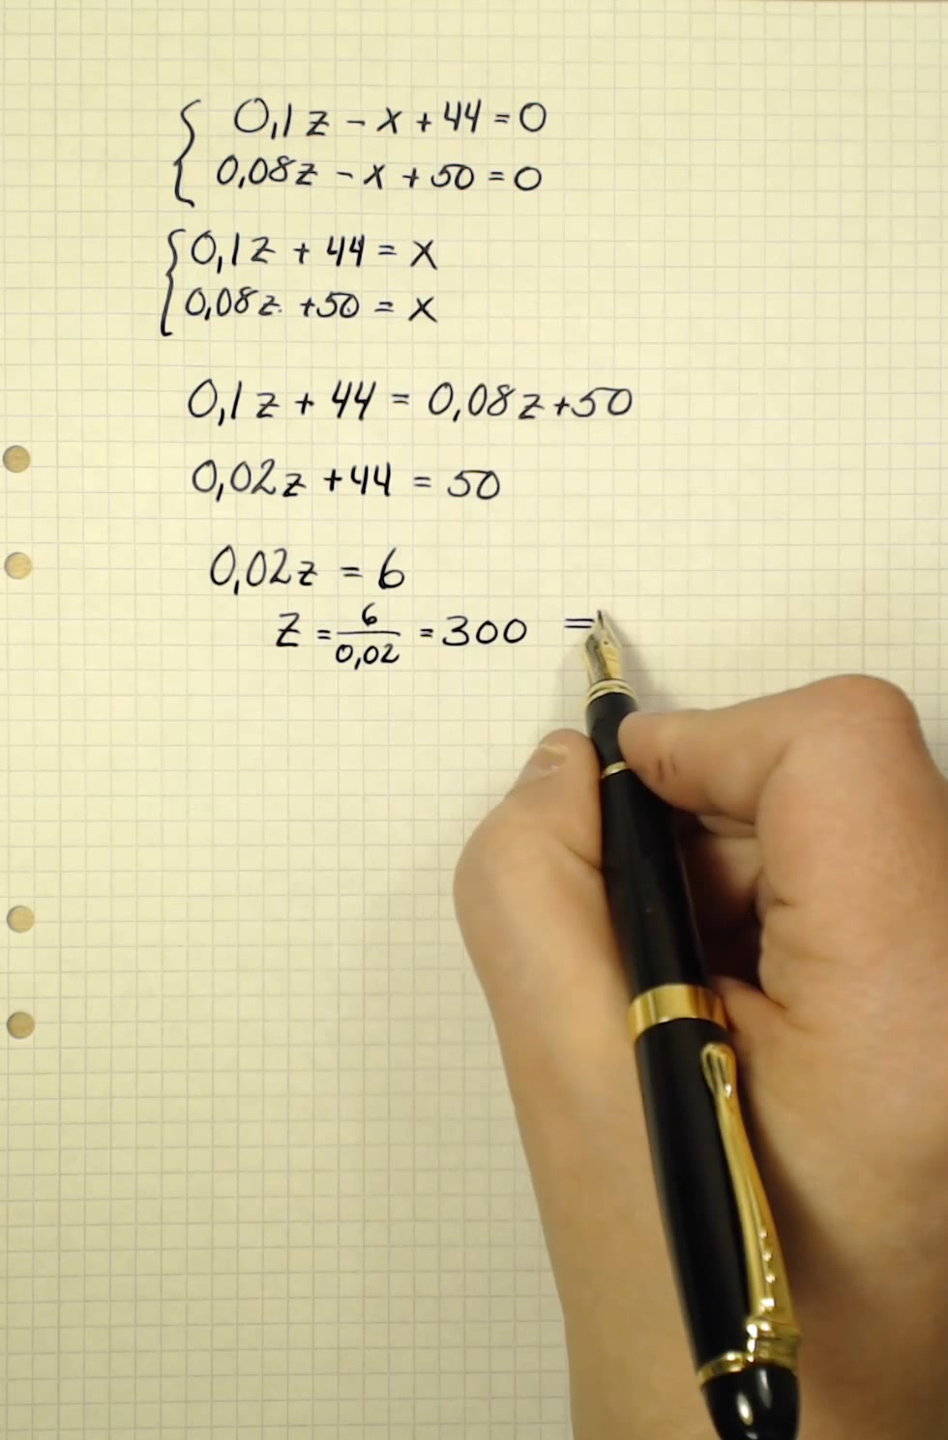 { 0,1z - x + 44 = 0
0,08z - x + 50 = 0
{ 0,1z + 44 = x
0,08z + 50 = x
0,1z + 44 = 0,08z + 50
0,02z + 44 = 50
0,02z = 6
z = 6/0,02 = 300 =